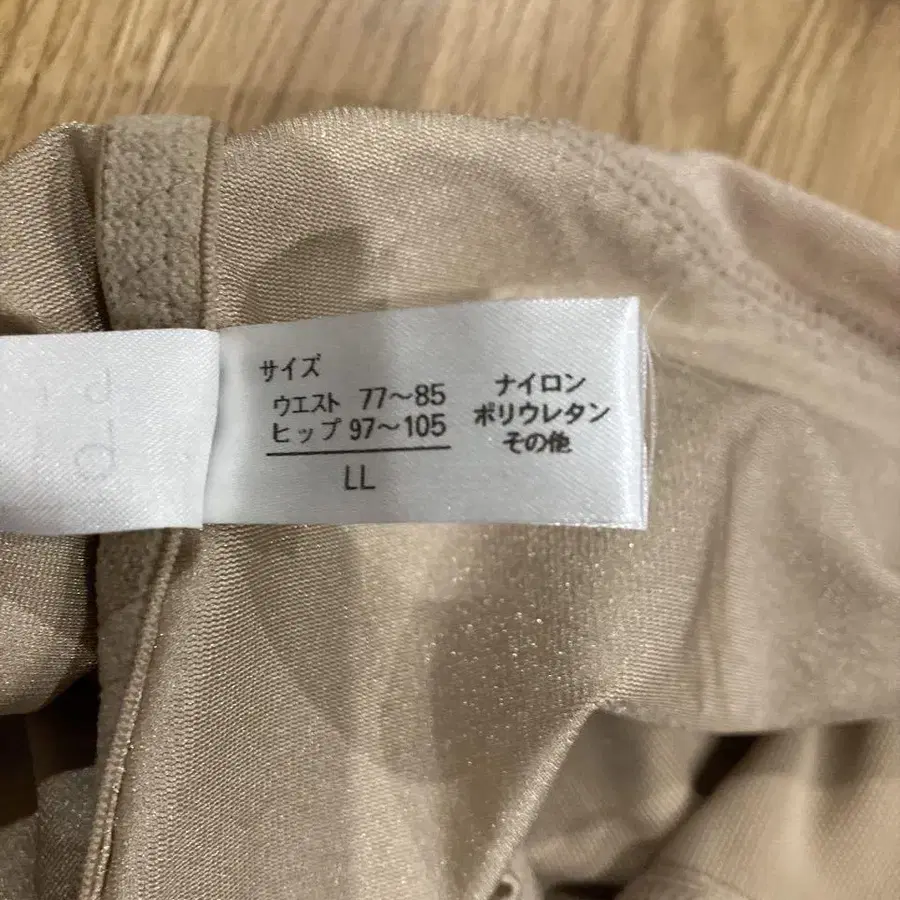 サイズ
ウエスト 77～85
ヒップ 97～105
LL
ナイロン
ポリウレタン
その他